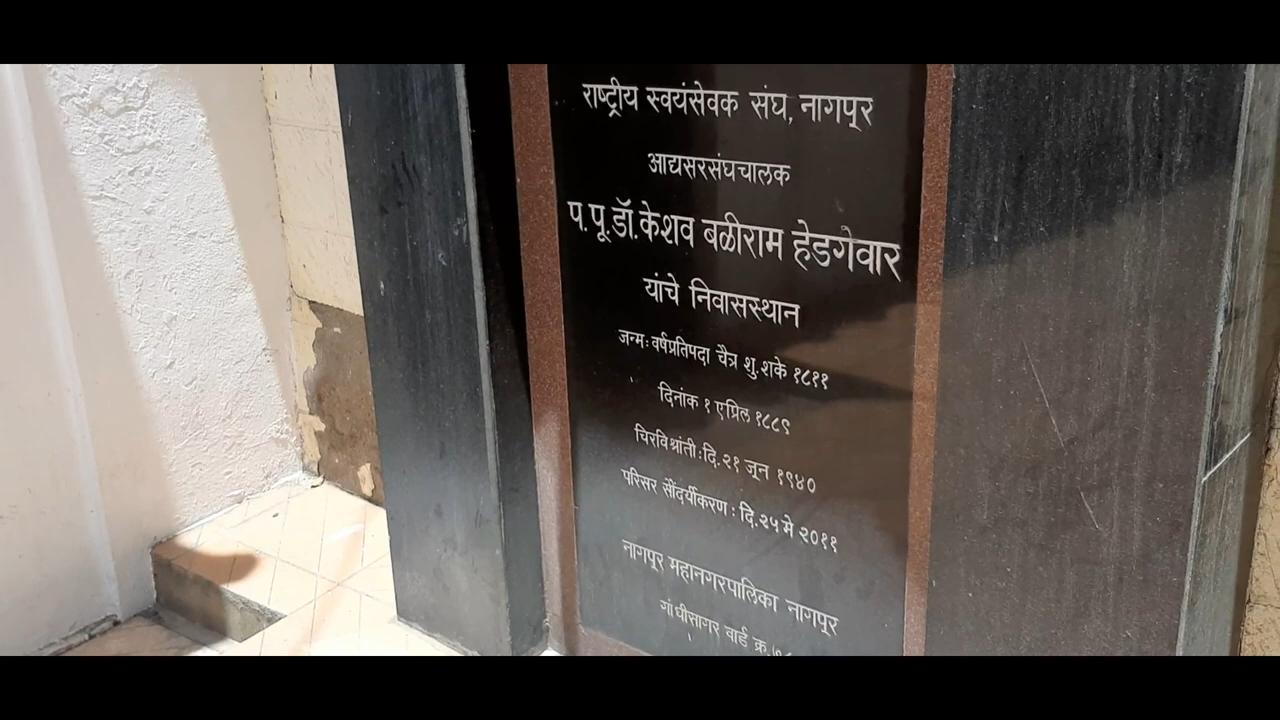 राष्ट्रीय स्वयंसेवक संघ, नागपूर
आद्यसरसंघचालक
प.पू.डॉ.केशव बळीराम हेडगेवार
यांचे निवासस्थान
जन्म: वर्षप्रतिपदा चैत्र शु.शके १८११
दिनांक १ एप्रिल १८८९
चिरविश्रांती:दि.२१ जून १९४०
परिसर सौंदर्यीकरण : दि.२५ मे २०११
नागपूर महानगरपालिका नागपूर
गांधीसागर वार्ड क्र.